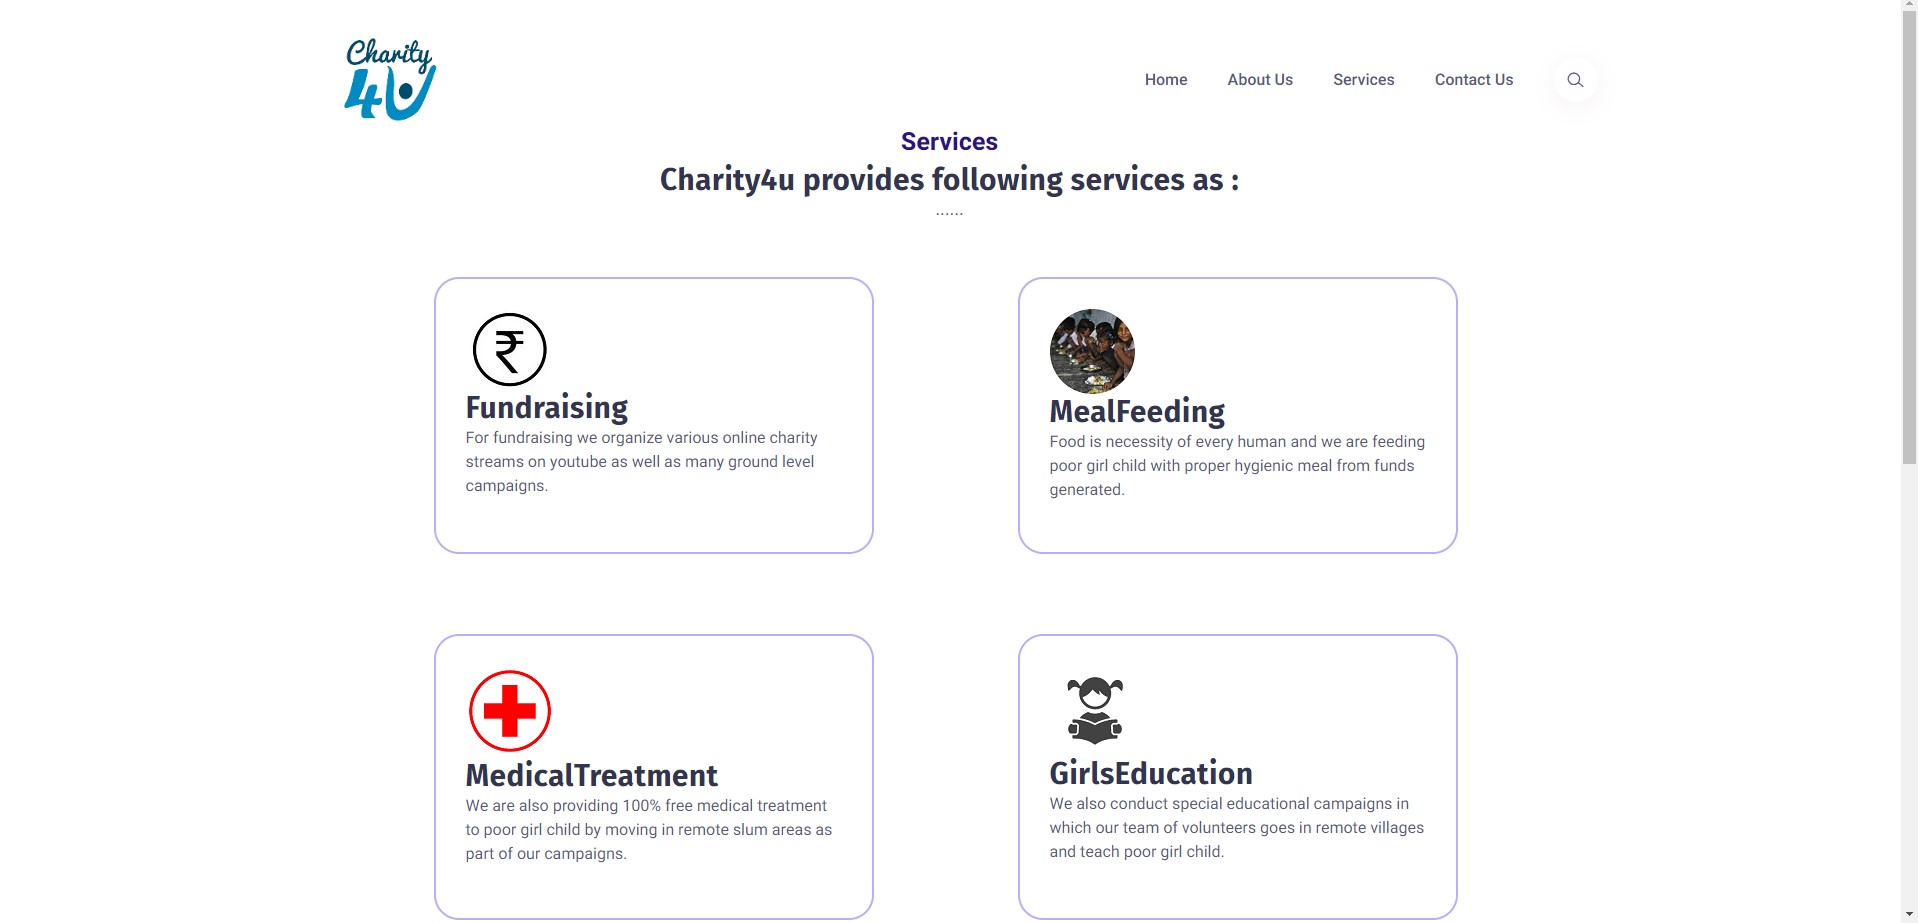 Charity
4U
Home
About Us
Services
Contact Us
Services
Charity4u provides following services as :
......
₹
Fundraising
For fundraising we organize various online charity
streams on youtube as well as many ground level
campaigns.
MealFeeding
Food is necessity of every human and we are feeding
poor girl child with proper hygienic meal from funds
generated.
MedicalTreatment
We are also providing 100% free medical treatment
to poor girl child by moving in remote slum areas as
part of our campaigns.
GirlsEducation
We also conduct special educational campaigns in
which our team of volunteers goes in remote villages
and teach poor girl child.